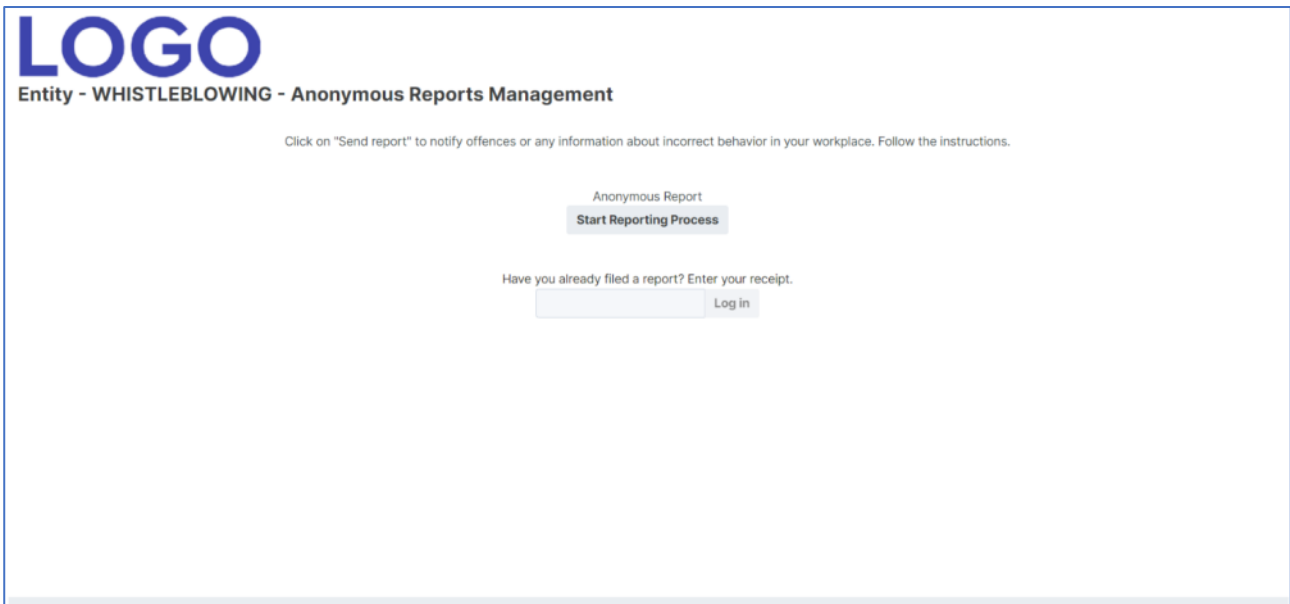 LOGO
Entity - WHISTLEBLOWING - Anonymous Reports Management
Click on "Send report" to notify offences or any information about incorrect behavior in your workplace. Follow the instructions.
Anonymous Report
Start Reporting Process
Have you already filed a report? Enter your receipt.
Log in